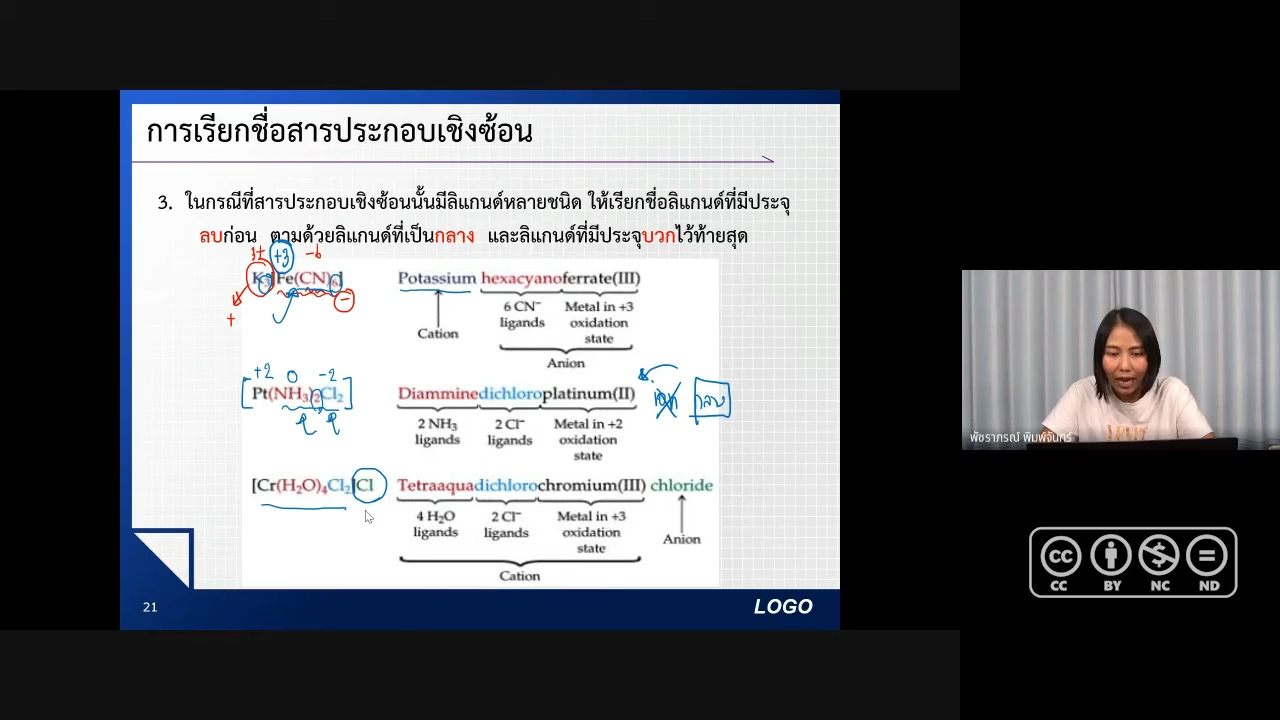 การเรียกชื่อสารประกอบเชิงซ้อน
3. ในกรณีที่สารประกอบเชิงซ้อนนั้นมีลิแกนด์หลายชนิด ให้เรียกชื่อลิแกนด์ที่มีประจุ
ลบก่อน ตามด้วยลิแกนด์ที่เป็นกลาง และลิแกนด์ที่มีประจุบวกไว้ท้ายสุด
3+ +3 -6
K₃[Fe(CN)₆] Potassium hexacyanoferrate(III)
+ −
6 CN⁻ Metal in +3
ligands oxidation
state
Cation
Anion
+2 0 -2
[Pt(NH₃)₂Cl₂] Diamminedichloroplatinum(II) ลบ
2 NH₃ 2 Cl⁻ Metal in +2
ligands ligands oxidation
state
[Cr(H₂O)₄Cl₂]Cl Tetraaquadichlorochromium(III) chloride
4 H₂O 2 Cl⁻ Metal in +3
ligands ligands oxidation
state
Anion
Cation
21 LOGO
พัชราภรณ์ พิมพ์จันทร์
CC BY NC ND